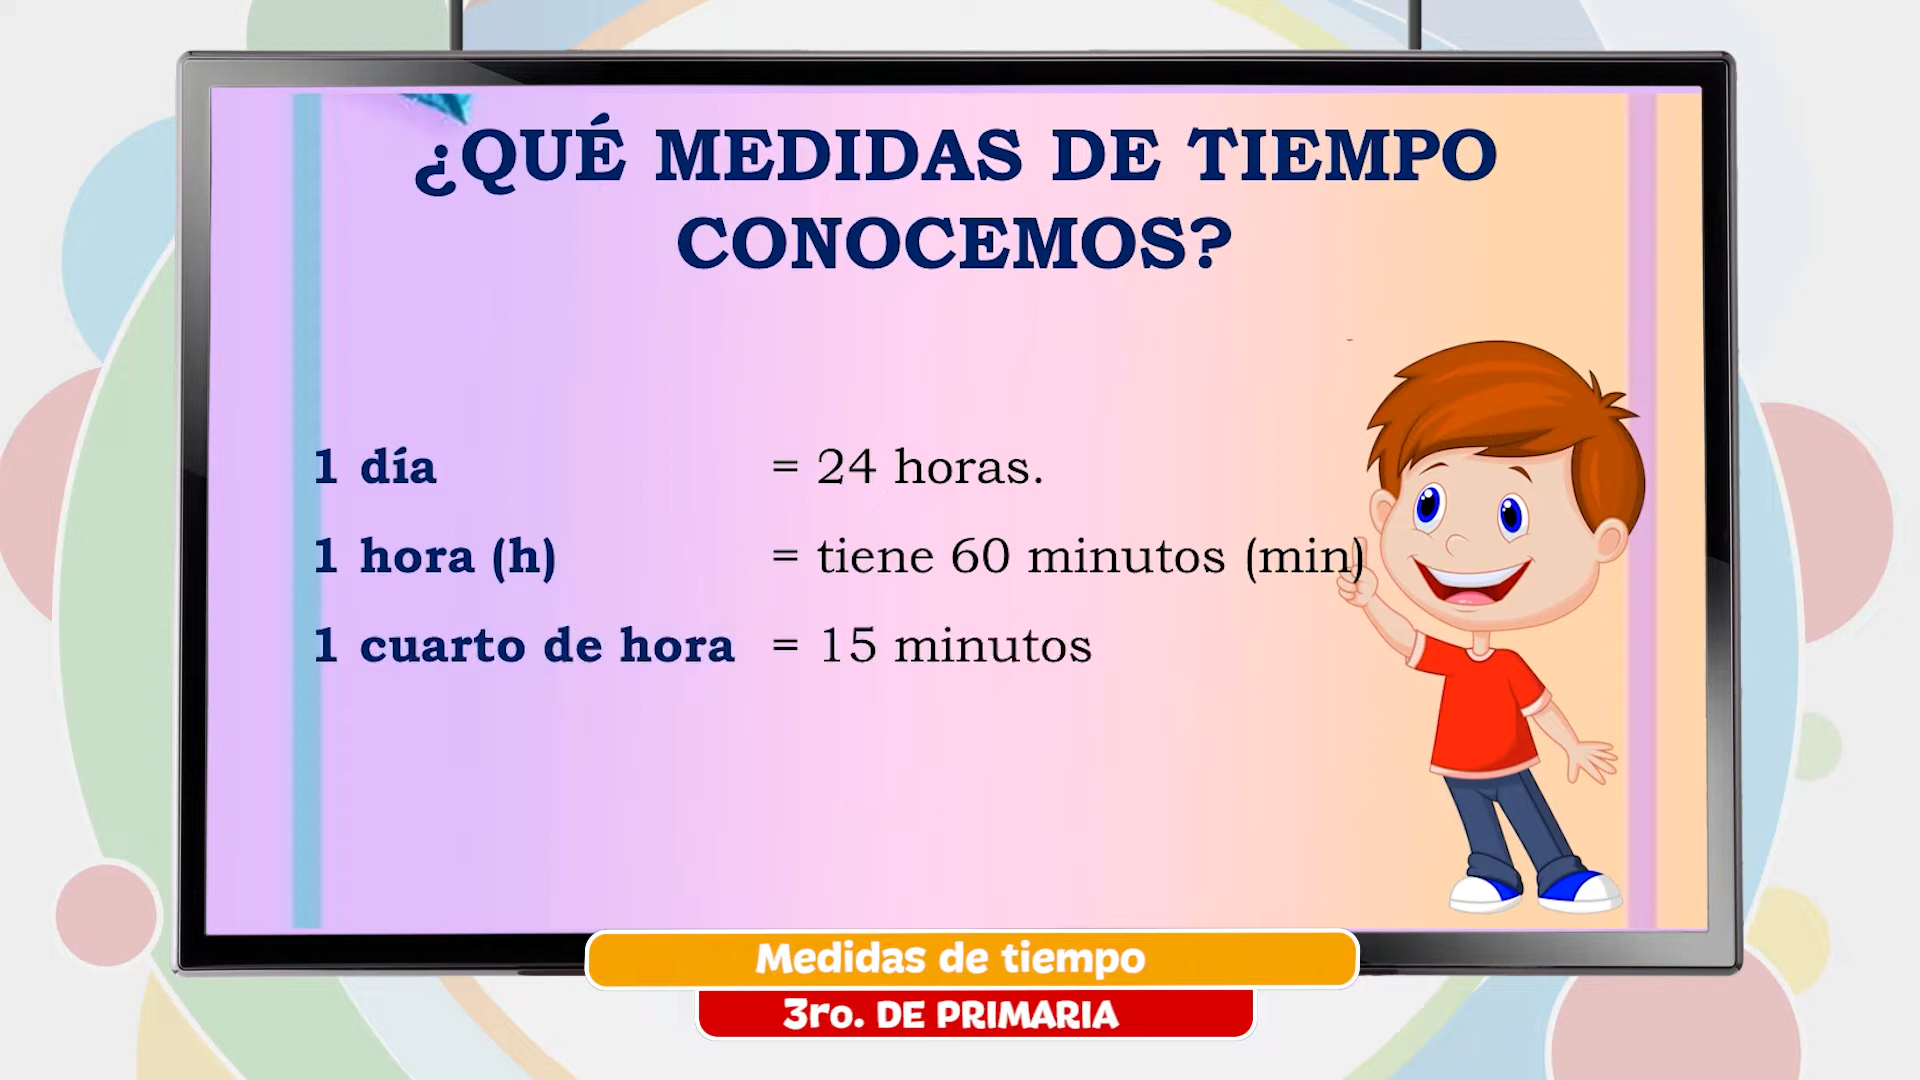 ¿QUÉ MEDIDAS DE TIEMPO
CONOCEMOS?
1 día = 24 horas.
1 hora (h) = tiene 60 minutos (min)
1 cuarto de hora = 15 minutos
Medidas de tiempo
3ro. DE PRIMARIA